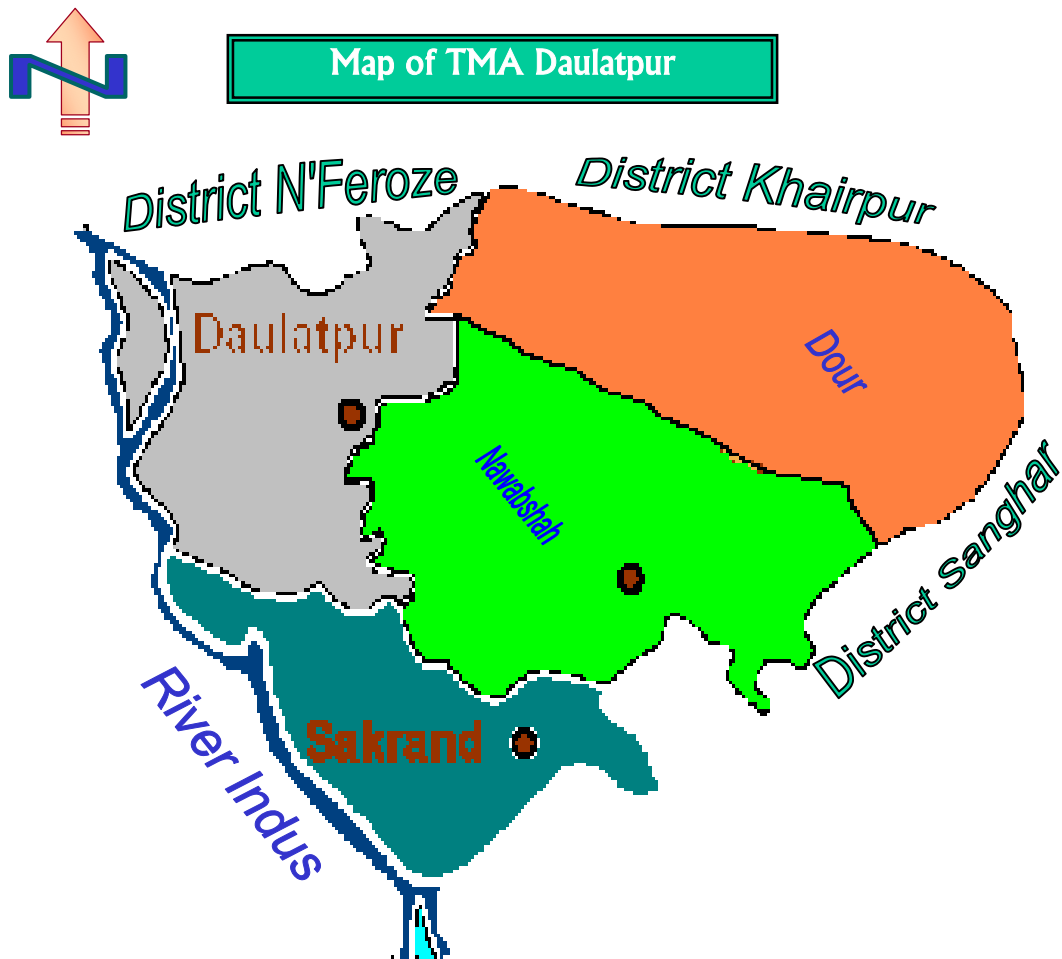 N
Map of TMA Daulatpur
District N'Feroze
District Khairpur
Daulatpur
Dour
Nawabshah
District Sanghar
River Indus
Sakrand